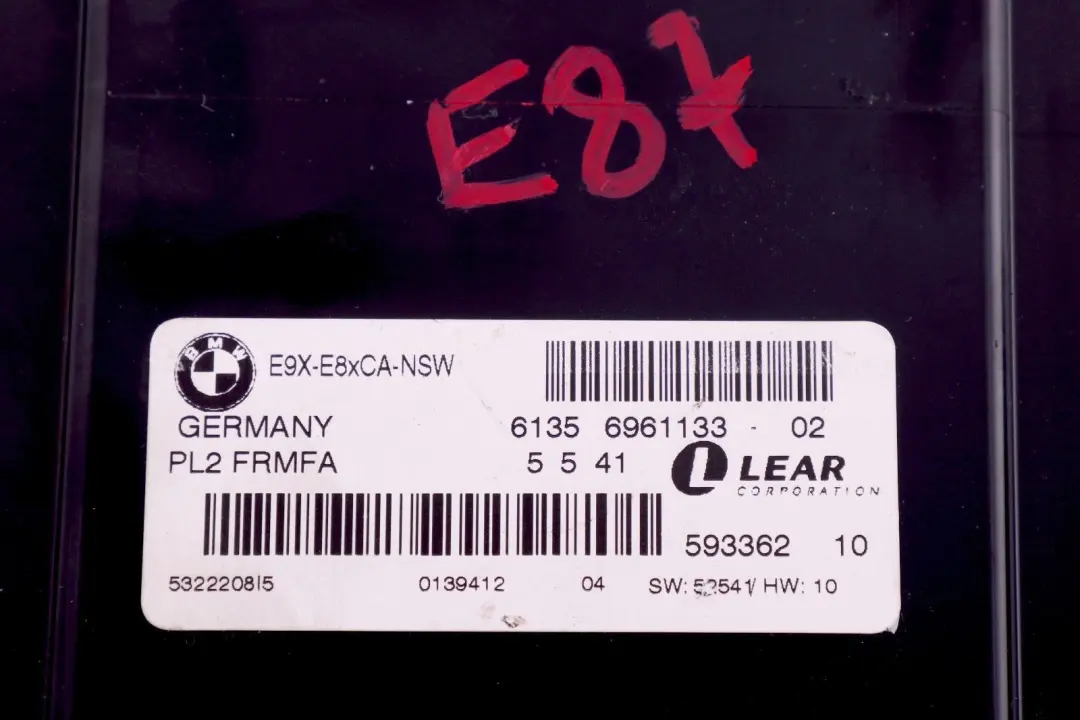 E87
BMW
E9X-E8xCA-NSW
GERMANY
6135 6961133 - 02
PL2 FRMFA
5 5 41
LEAR
CORPORATION
593362 10
0139412 04
HW: 10